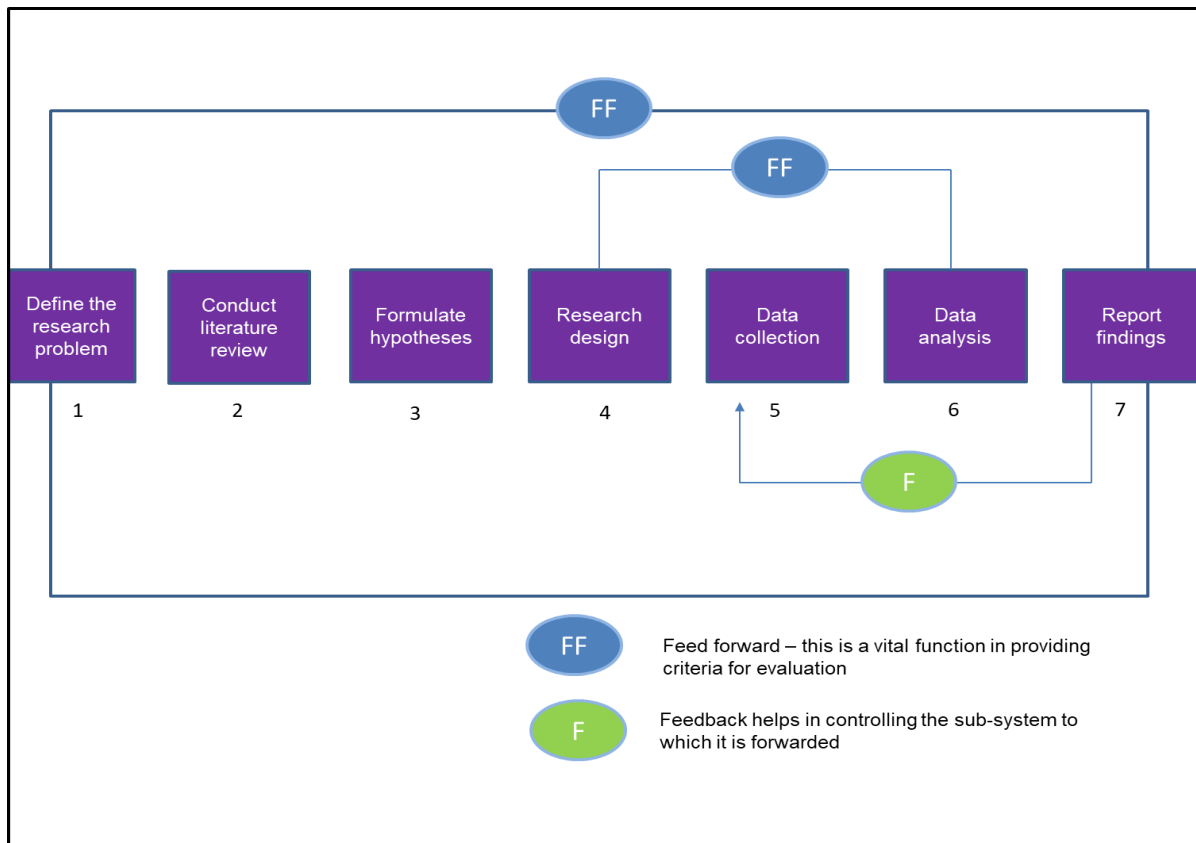 FF
FF
Define the
research
problem
Conduct
literature
review
Formulate
hypotheses
Research
design
Data
collection
Data
analysis
Report
findings
1
2
3
4
5
6
7
F
FF
Feed forward – this is a vital function in providing
criteria for evaluation
F
Feedback helps in controlling the sub-system to
which it is forwarded